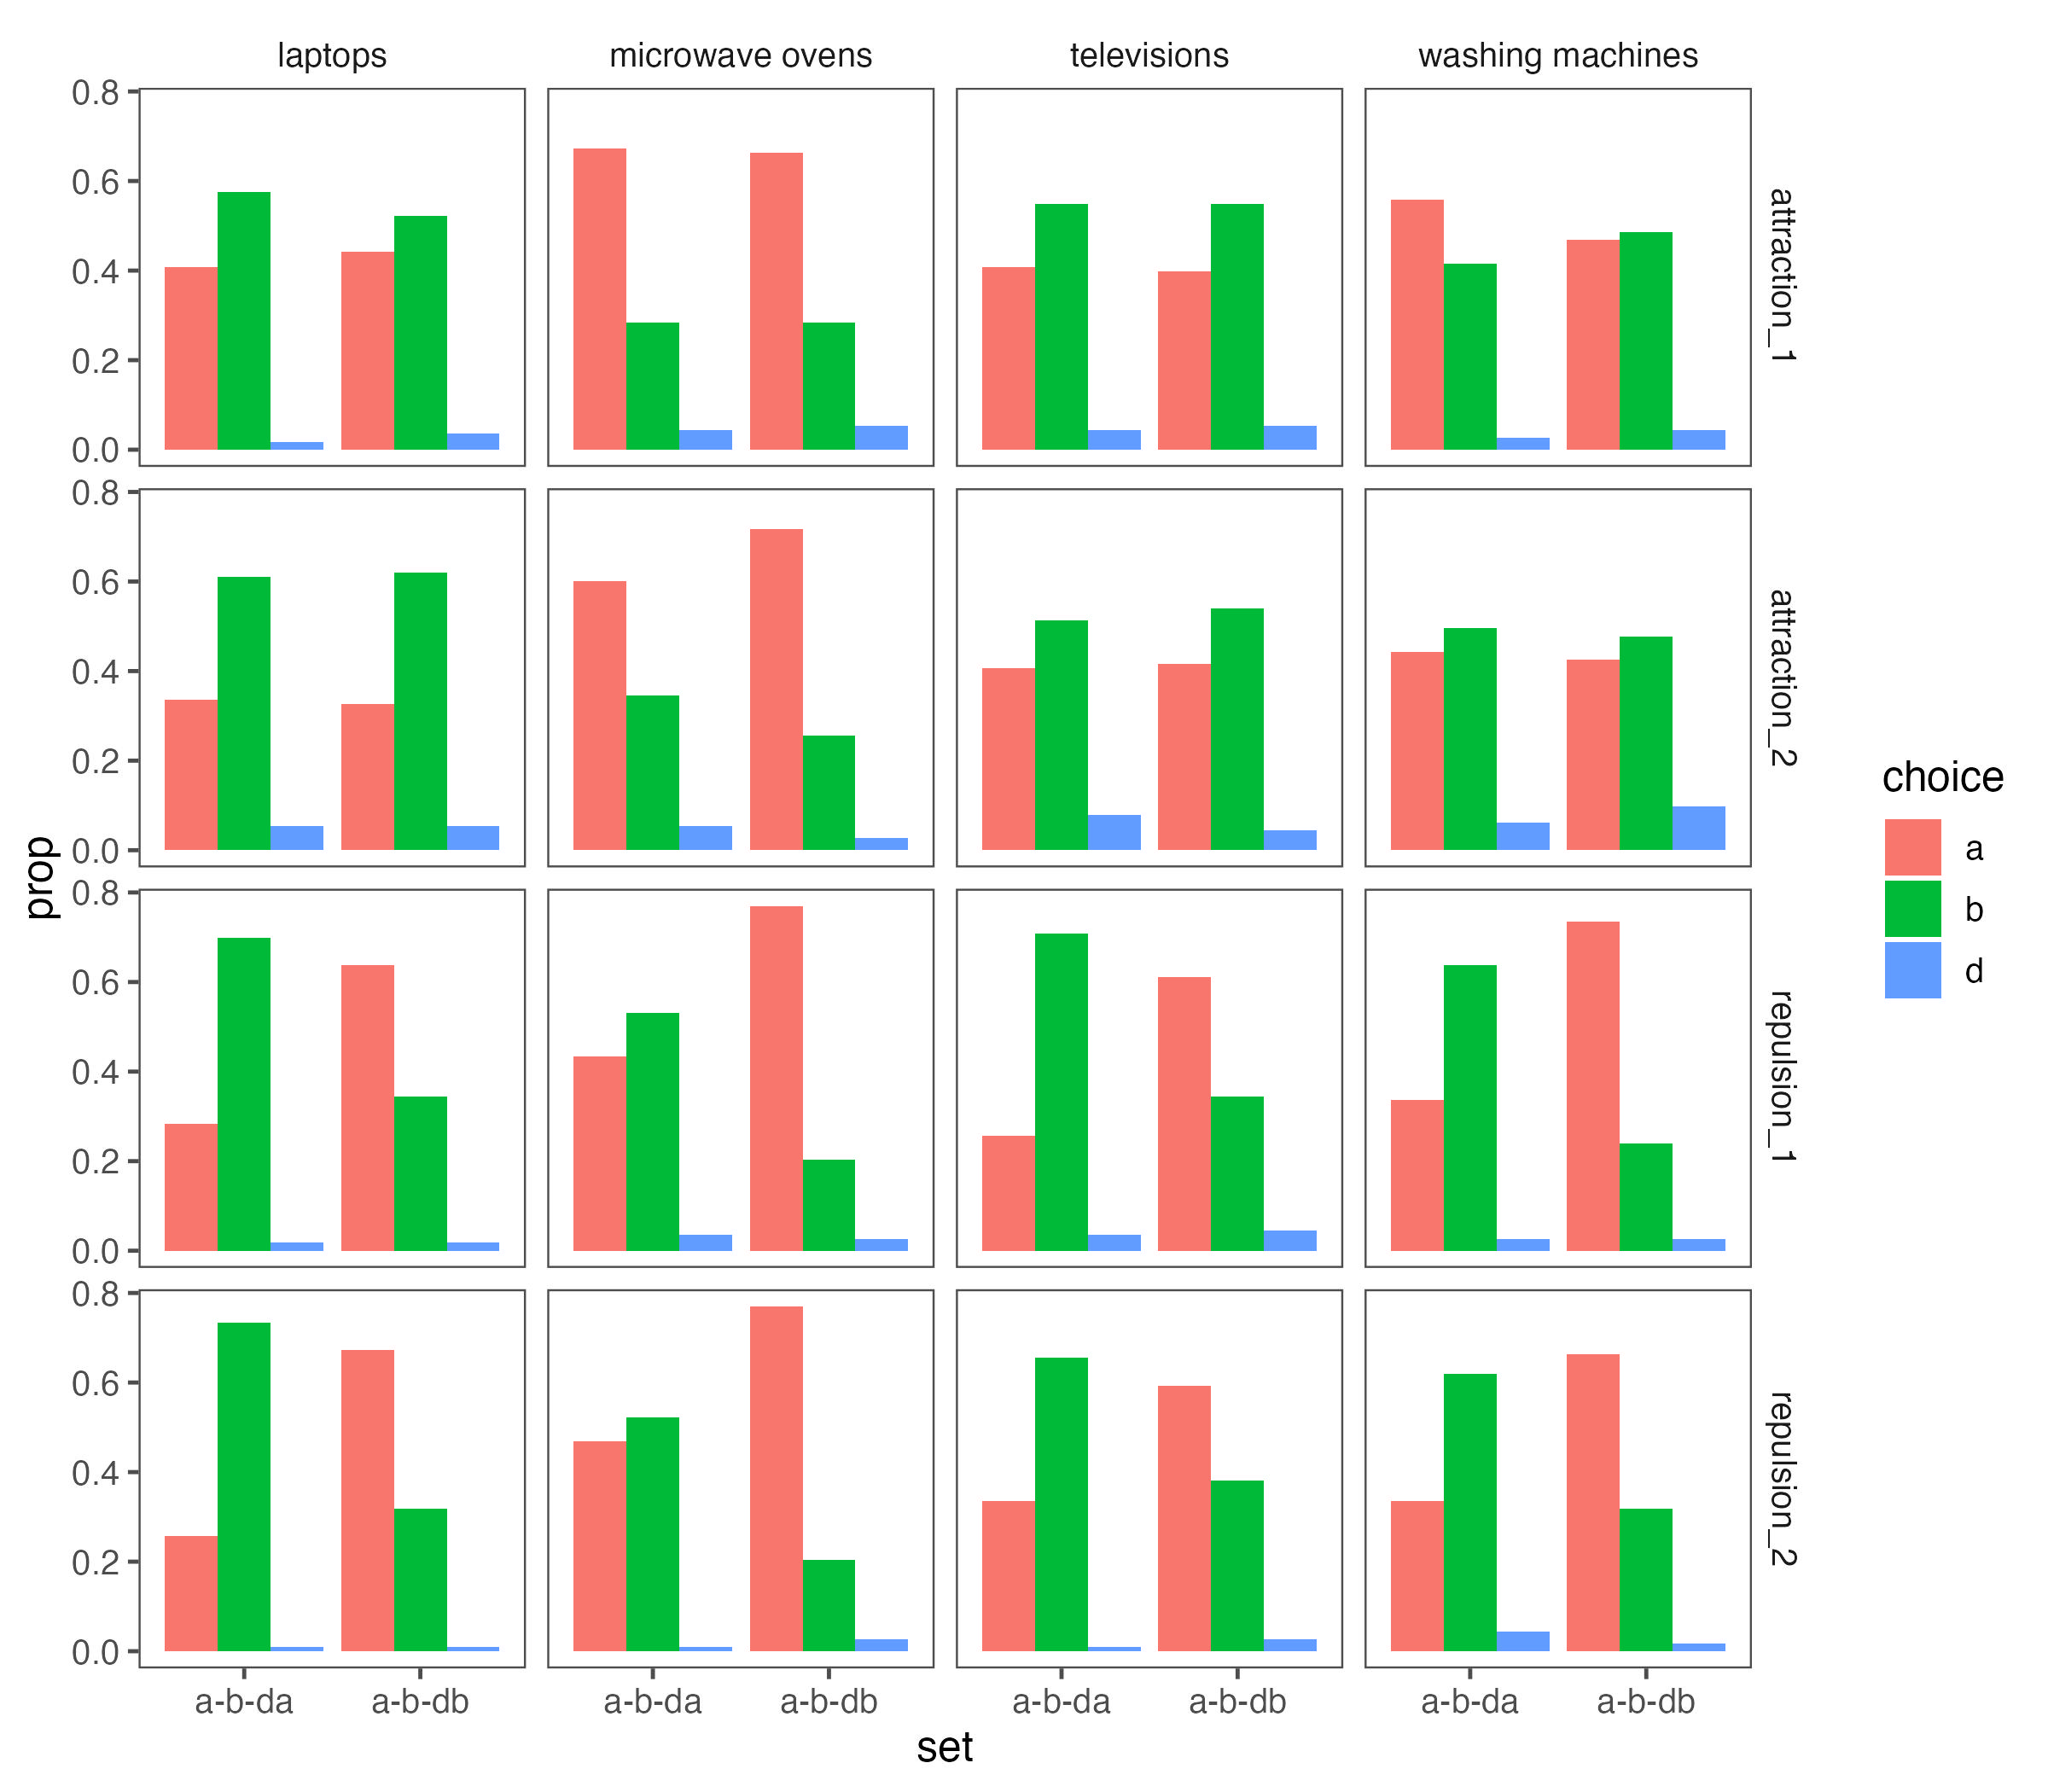 laptops
microwave ovens
televisions
washing machines
0.8
0.6
0.4
0.2
0.0
attraction_1
0.8
0.6
0.4
0.2
0.0
attraction_2
0.8
0.6
0.4
0.2
0.0
repulsion_1
0.8
0.6
0.4
0.2
0.0
repulsion_2
prop
a-b-da
a-b-db
a-b-da
a-b-db
a-b-da
a-b-db
a-b-da
a-b-db
set
choice
a
b
d